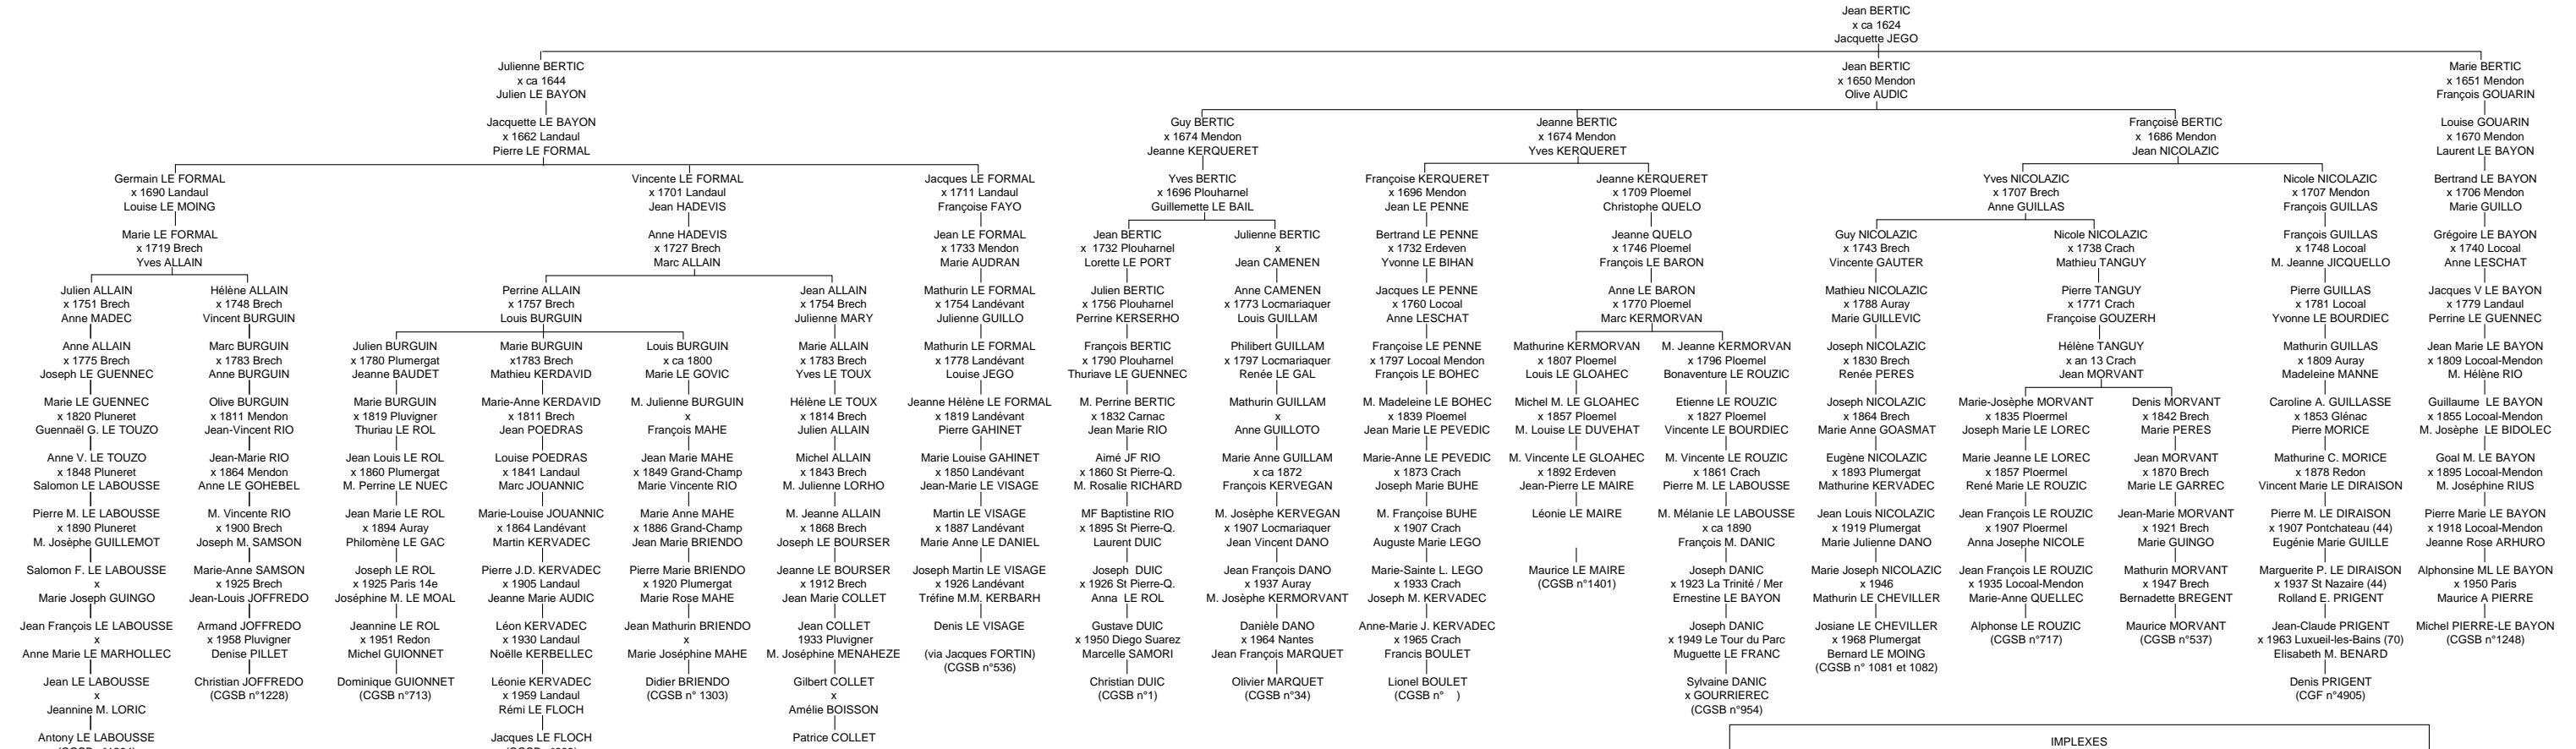 Jean BERTIC
x ca 1624
Jacquette JEGO
Julienne BERTIC
x ca 1644
Julien LE BAYON
Jean BERTIC
x 1650 Mendon
Olive AUDIC
Marie BERTIC
x 1651 Mendon
François GOUARIN
Jacquette LE BAYON
x 1662 Landaul
Pierre LE FORMAL
Guy BERTIC
x 1674 Mendon
Jeanne KERQUERET
Jeanne BERTIC
x 1674 Mendon
Yves KERQUERET
Françoise BERTIC
x 1686 Mendon
Jean NICOLAZIC
Louise GOUARIN
x 1670 Mendon
Laurent LE BAYON
Germain LE FORMAL
x 1690 Landaul
Louise LE MOING
Vincente LE FORMAL
x 1701 Landaul
Jean HADEVIS
Jacques LE FORMAL
x 1711 Landaul
Françoise FAYO
Yves BERTIC
x 1696 Plouharnel
Guillemette LE BAIL
Françoise KERQUERET
x 1696 Mendon
Jean LE PENNE
Jeanne KERQUERET
x 1709 Ploemel
Christophe QUELO
Yves NICOLAZIC
x 1707 Brech
Anne GUILLAS
Nicole NICOLAZIC
x 1707 Mendon
François GUILLAS
Bertrand LE BAYON
x 1706 Mendon
Marie GUILLO
Marie LE FORMAL
x 1719 Brech
Yves ALLAIN
Anne HADEVIS
x 1727 Brech
Marc ALLAIN
Jean LE FORMAL
x 1733 Mendon
Marie AUDRAN
Jean BERTIC
x 1732 Plouharnel
Lorette LE PORT
Julienne BERTIC
x
Jean CAMENEN
Bertrand LE PENNE
x 1732 Erdeven
Yvonne LE BIHAN
Jeanne QUELO
x 1746 Ploemel
François LE BARON
Guy NICOLAZIC
x 1743 Brech
Vincente GAUTER
Nicole NICOLAZIC
x 1738 Crach
Mathieu TANGUY
François GUILLAS
x 1748 Locoal
M. Jeanne JICQUELLO
Grégoire LE BAYON
x 1740 Locoal
Anne LESCHAT
Julien ALLAIN
x 1751 Brech
Anne MADEC
Hélène ALLAIN
x 1748 Brech
Vincent BURGUIN
Perrine ALLAIN
x 1757 Brech
Louis BURGUIN
Jean ALLAIN
x 1754 Brech
Julienne MARY
Mathurin LE FORMAL
x 1754 Landévant
Julienne GUILLO
Julien BERTIC
x 1756 Plouharnel
Perrine KERSERHO
Anne CAMENEN
x 1773 Locmariaquer
Louis GUILLAM
Jacques LE PENNE
x 1760 Locoal
Anne LESCHAT
Anne LE BARON
x 1770 Ploemel
Marc KERMORVAN
Mathieu NICOLAZIC
x 1788 Auray
Marie GUILLEVIC
Pierre TANGUY
x 1771 Crach
Françoise GOUZERH
Pierre GUILLAS
x 1781 Locoal
Yvonne LE BOURDIEC
Jacques V LE BAYON
x 1779 Landaul
Perrine LE GUENNEC
Anne ALLAIN
x 1775 Brech
Joseph LE GUENNEC
Marc BURGUIN
x 1783 Brech
Anne BURGUIN
Julien BURGUIN
x 1780 Plumergat
Jeanne BAUDET
Marie BURGUIN
x1783 Brech
Mathieu KERDAVID
Louis BURGUIN
x ca 1800
Marie LE GOVIC
Marie ALLAIN
x 1783 Brech
Yves LE TOUX
Mathurin LE FORMAL
x 1778 Landévant
Louise JEGO
François BERTIC
x 1790 Plouharnel
Thuriave LE GUENNEC
Philibert GUILLAM
x 1797 Locmariaquer
Renée LE GAL
Françoise LE PENNE
x 1797 Locoal Mendon
François LE BOHEC
Mathurine KERMORVAN
x 1807 Ploemel
Louis LE GLOAHEC
M. Jeanne KERMORVAN
x 1796 Ploemel
Bonaventure LE ROUZIC
Joseph NICOLAZIC
x 1830 Brech
Renée PERES
Hélène TANGUY
x an 13 Crach
Jean MORVANT
Mathurin GUILLAS
x 1809 Auray
Madeleine MANNE
Jean Marie LE BAYON
x 1809 Locoal-Mendon
M. Hélène RIO
Marie LE GUENNEC
x 1820 Pluneret
Guennaël G. LE TOUZO
Olive BURGUIN
x 1811 Mendon
Jean-Vincent RIO
Marie BURGUIN
x 1819 Pluvigner
Thuriau LE ROL
Marie-Anne KERDAVID
x 1811 Brech
Jean POEDRAS
M. Julienne BURGUIN
x
François MAHE
Hélène LE TOUX
x 1814 Brech
Julien ALLAIN
Jeanne Hélène LE FORMAL
x 1819 Landévant
Pierre GAHINET
M. Perrine BERTIC
x 1832 Carnac
Jean Marie RIO
Mathurin GUILLAM
x
Anne GUILLOTO
M. Madeleine LE BOHEC
x 1839 Ploemel
Jean Marie LE PEVEDIC
Michel M. LE GLOAHEC
x 1857 Ploemel
M. Louise LE DUVEHAT
Etienne LE ROUZIC
x 1827 Ploemel
Vincente LE BOURDIEC
Joseph NICOLAZIC
x 1864 Brech
Marie Anne GOASMAT
Marie-Josèphe MORVANT
x 1835 Ploermel
Joseph Marie LE LOREC
Denis MORVANT
x 1842 Brech
Marie PERES
Caroline A. GUILLASSE
x 1853 Glénac
Pierre MORICE
Guillaume LE BAYON
x 1855 Locoal-Mendon
M. Josèphe LE BIDOLEC
Anne V. LE TOUZO
x 1848 Pluneret
Salomon LE LABOUSSE
Jean-Marie RIO
x 1864 Mendon
Anne LE GOHEBEL
Jean Louis LE ROL
x 1860 Plumergat
M. Perrine LE NUEC
Louise POEDRAS
x 1841 Landaul
Marc JOUANNIC
Jean Marie MAHE
x 1849 Grand-Champ
Marie Vincente RIO
Michel ALLAIN
x 1843 Brech
M. Julienne LORHO
Marie Louise GAHINET
x 1850 Landévant
Jean-Marie LE VISAGE
Aimé JF RIO
x 1860 St Pierre-Q.
M. Rosalie RICHARD
Marie Anne GUILLAM
x ca 1872
François KERVEGAN
Marie-Anne LE PEVEDIC
x 1873 Crach
Joseph Marie BUHE
M. Vincente LE GLOAHEC
x 1892 Erdeven
Jean-Pierre LE MAIRE
M. Vincente LE ROUZIC
x 1861 Crach
Pierre M. LE LABOUSSE
Eugène NICOLAZIC
x 1893 Plumergat
Mathurine KERVADEC
Marie Jeanne LE LOREC
x 1857 Ploermel
René Marie LE ROUZIC
Jean MORVANT
x 1870 Brech
Marie LE GARREC
Mathurine C. MORICE
x 1878 Redon
Vincent Marie LE DIRAISON
Goal M. LE BAYON
x 1895 Locoal-Mendon
M. Joséphine RIUS
Pierre M. LE LABOUSSE
x 1890 Pluneret
M. Josèphe GUILLEMOT
M. Vincente RIO
x 1900 Brech
Joseph M. SAMSON
Jean Marie LE ROL
x 1894 Auray
Philomène LE GAC
Marie-Louise JOUANNIC
x 1864 Landévant
Martin KERVADEC
Marie Anne MAHE
x 1886 Grand-Champ
Jean Marie BRIENDO
M. Jeanne ALLAIN
x 1868 Brech
Joseph LE BOURSER
Martin LE VISAGE
x 1887 Landévant
Marie Anne LE DANIEL
MF Baptistine RIO
x 1895 St Pierre-Q.
Laurent DUIC
M. Josèphe KERVEGAN
x 1907 Locmariaquer
Jean Vincent DANO
M. Françoise BUHE
x 1907 Crach
Auguste Marie LEGO
Léonie LE MAIRE
M. Mélanie LE LABOUSSE
x ca 1890
François M. DANIC
Jean Louis NICOLAZIC
x 1919 Plumergat
Marie Julienne DANO
Jean François LE ROUZIC
x 1907 Ploermel
Anna Josephe NICOLE
Jean-Marie MORVANT
x 1921 Brech
Marie GUINGO
Pierre M. LE DIRAISON
x 1907 Pontchateau (44)
Eugénie Marie GUILLE
Pierre Marie LE BAYON
x 1918 Locoal-Mendon
Jeanne Rose ARHURO
Salomon F. LE LABOUSSE
x
Marie Joseph GUINGO
Marie-Anne SAMSON
x 1925 Brech
Jean-Louis JOFFREDO
Joseph LE ROL
x 1925 Paris 14e
Joséphine M. LE MOAL
Pierre J.D. KERVADEC
x 1905 Landaul
Jeanne Marie AUDIC
Pierre Marie BRIENDO
x 1920 Plumergat
Marie Rose MAHE
Jeanne LE BOURSER
x 1912 Brech
Jean Marie COLLET
Joseph Martin LE VISAGE
x 1926 Landévant
Tréfine M.M. KERBARH
Joseph DUIC
x 1926 St Pierre-Q.
Anna LE ROL
Jean François DANO
x 1937 Auray
M. Josèphe KERMORVANT
Marie-Sainte L. LEGO
x 1933 Crach
Joseph M. KERVADEC
Maurice LE MAIRE
(CGSB n°1401)
Joseph DANIC
x 1923 La Trinité / Mer
Ernestine LE BAYON
Marie Joseph NICOLAZIC
x 1946
Mathurin LE CHEVILLER
Jean François LE ROUZIC
x 1935 Locoal-Mendon
Marie-Anne QUELLEC
Mathurin MORVANT
x 1947 Brech
Bernadette BREGENT
Marguerite P. LE DIRAISON
x 1937 St Nazaire (44)
Rolland E. PRIGENT
Alphonsine ML LE BAYON
x 1950 Paris
Maurice A PIERRE
Jean François LE LABOUSSE
x
Anne Marie LE MARHOLLEC
Armand JOFFREDO
x 1958 Pluvigner
Denise PILLET
Jeannine LE ROL
x 1951 Redon
Michel GUIONNET
Léon KERVADEC
x 1930 Landaul
Noëlle KERBELLEC
Jean Mathurin BRIENDO
x
Marie Joséphine MAHE
Jean COLLET
1933 Pluvigner
M. Joséphine MENAHEZE
Denis LE VISAGE
(via Jacques FORTIN)
(CGSB n°536)
Gustave DUIC
x 1950 Diego Suarez
Marcelle SAMORI
Danièle DANO
x 1964 Nantes
Jean François MARQUET
Anne-Marie J. KERVADEC
x 1965 Crach
Francis BOULET
Joseph DANIC
x 1949 Le Tour du Parc
Muguette LE FRANC
Josiane LE CHEVILLER
x 1968 Plumergat
Bernard LE MOING
(CGSB n° 1081 et 1082)
Alphonse LE ROUZIC
(CGSB n°717)
Maurice MORVANT
(CGSB n°537)
Jean-Claude PRIGENT
x 1963 Luxueil-les-Bains (70)
Elisabeth M. BENARD
Michel PIERRE-LE BAYON
(CGSB n°1248)
Jean LE LABOUSSE
x
Jeannine M. LORIC
Christian JOFFREDO
(CGSB n°1228)
Dominique GUIONNET
(CGSB n°713)
Léonie KERVADEC
x 1959 Landaul
Rémi LE FLOCH
Didier BRIENDO
(CGSB n° 1303)
Gilbert COLLET
x
Amélie BOISSON
Christian DUIC
(CGSB n°1)
Olivier MARQUET
(CGSB n°34)
Lionel BOULET
(CGSB n° )
Sylvaine DANIC
x GOURRIEREC
(CGSB n°954)
Denis PRIGENT
(CGF n°4905)
Antony LE LABOUSSE
Jacques LE FLOCH
Patrice COLLET
IMPLEXES